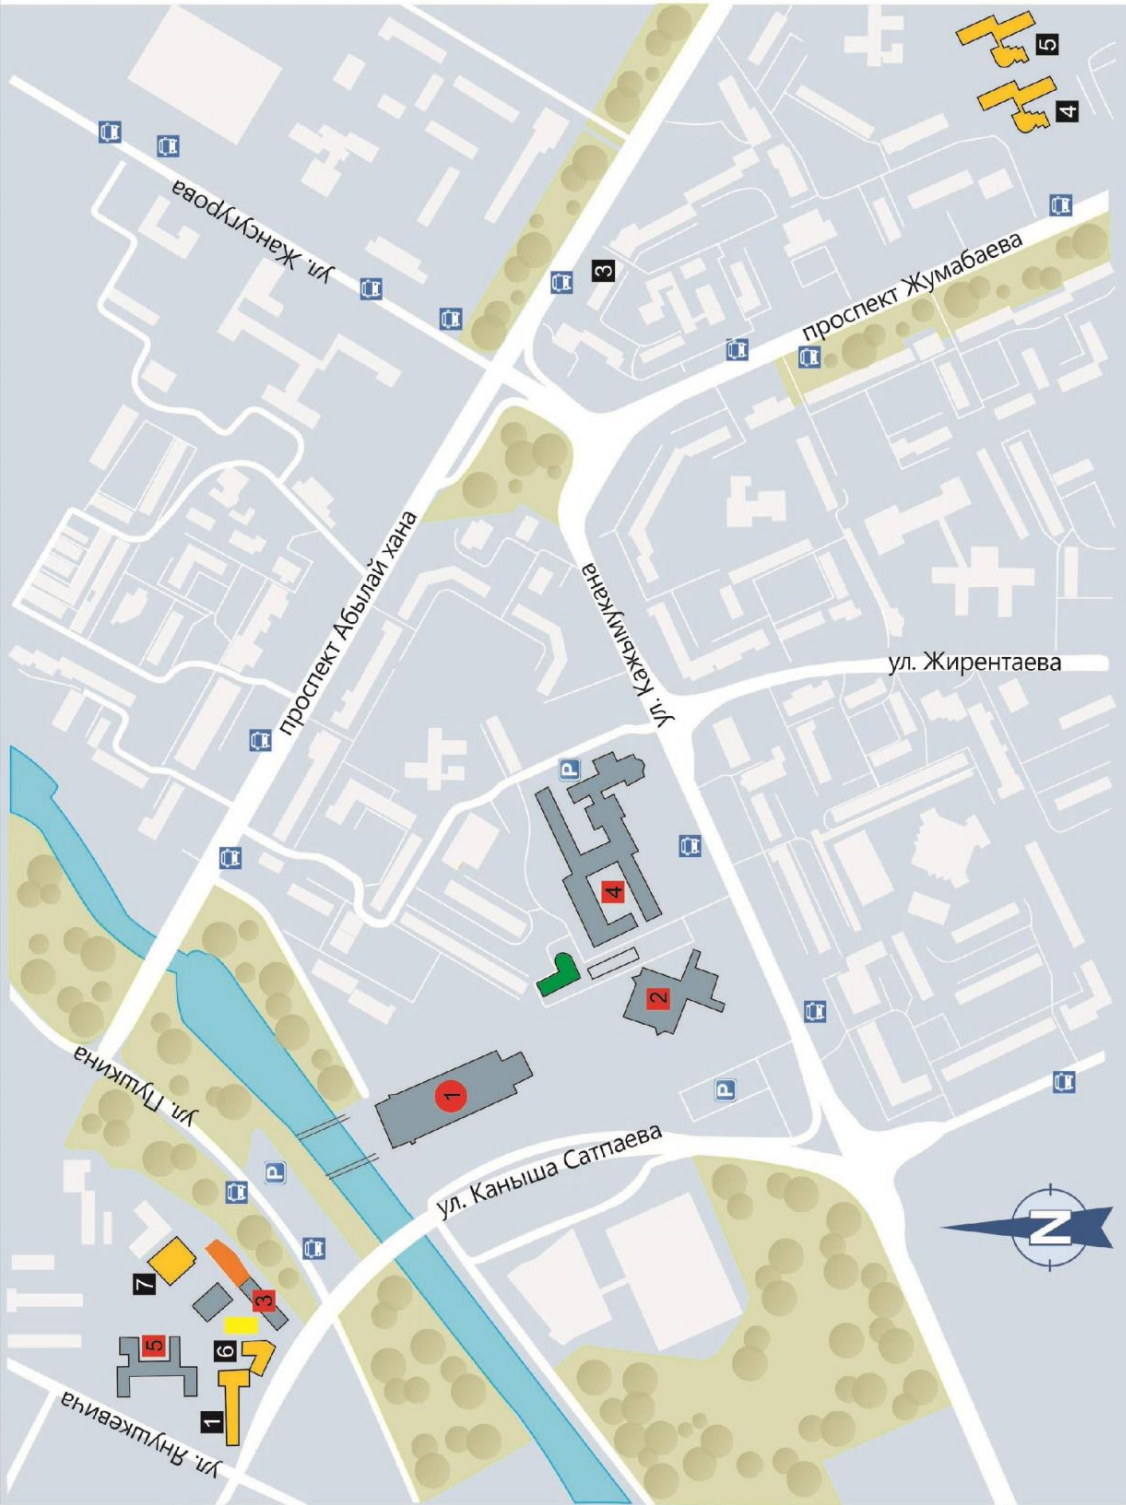 5
4
ул. Жансугурова
3
проспект Жумабаева
проспект Абылай хана
ул. Кажымукана
ул. Жирентаева
P
4
2
1
P
ул. Пушкина
P
ул. Каныша Сатпаева
7
3
5
6
1
ул. Янушкевича
N